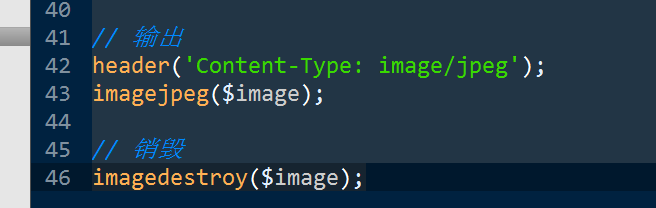 40
41 // 输出
42 header('Content-Type: image/jpeg');
43 imagejpeg($image);
44
45 // 销毁
46 imagedestroy($image);